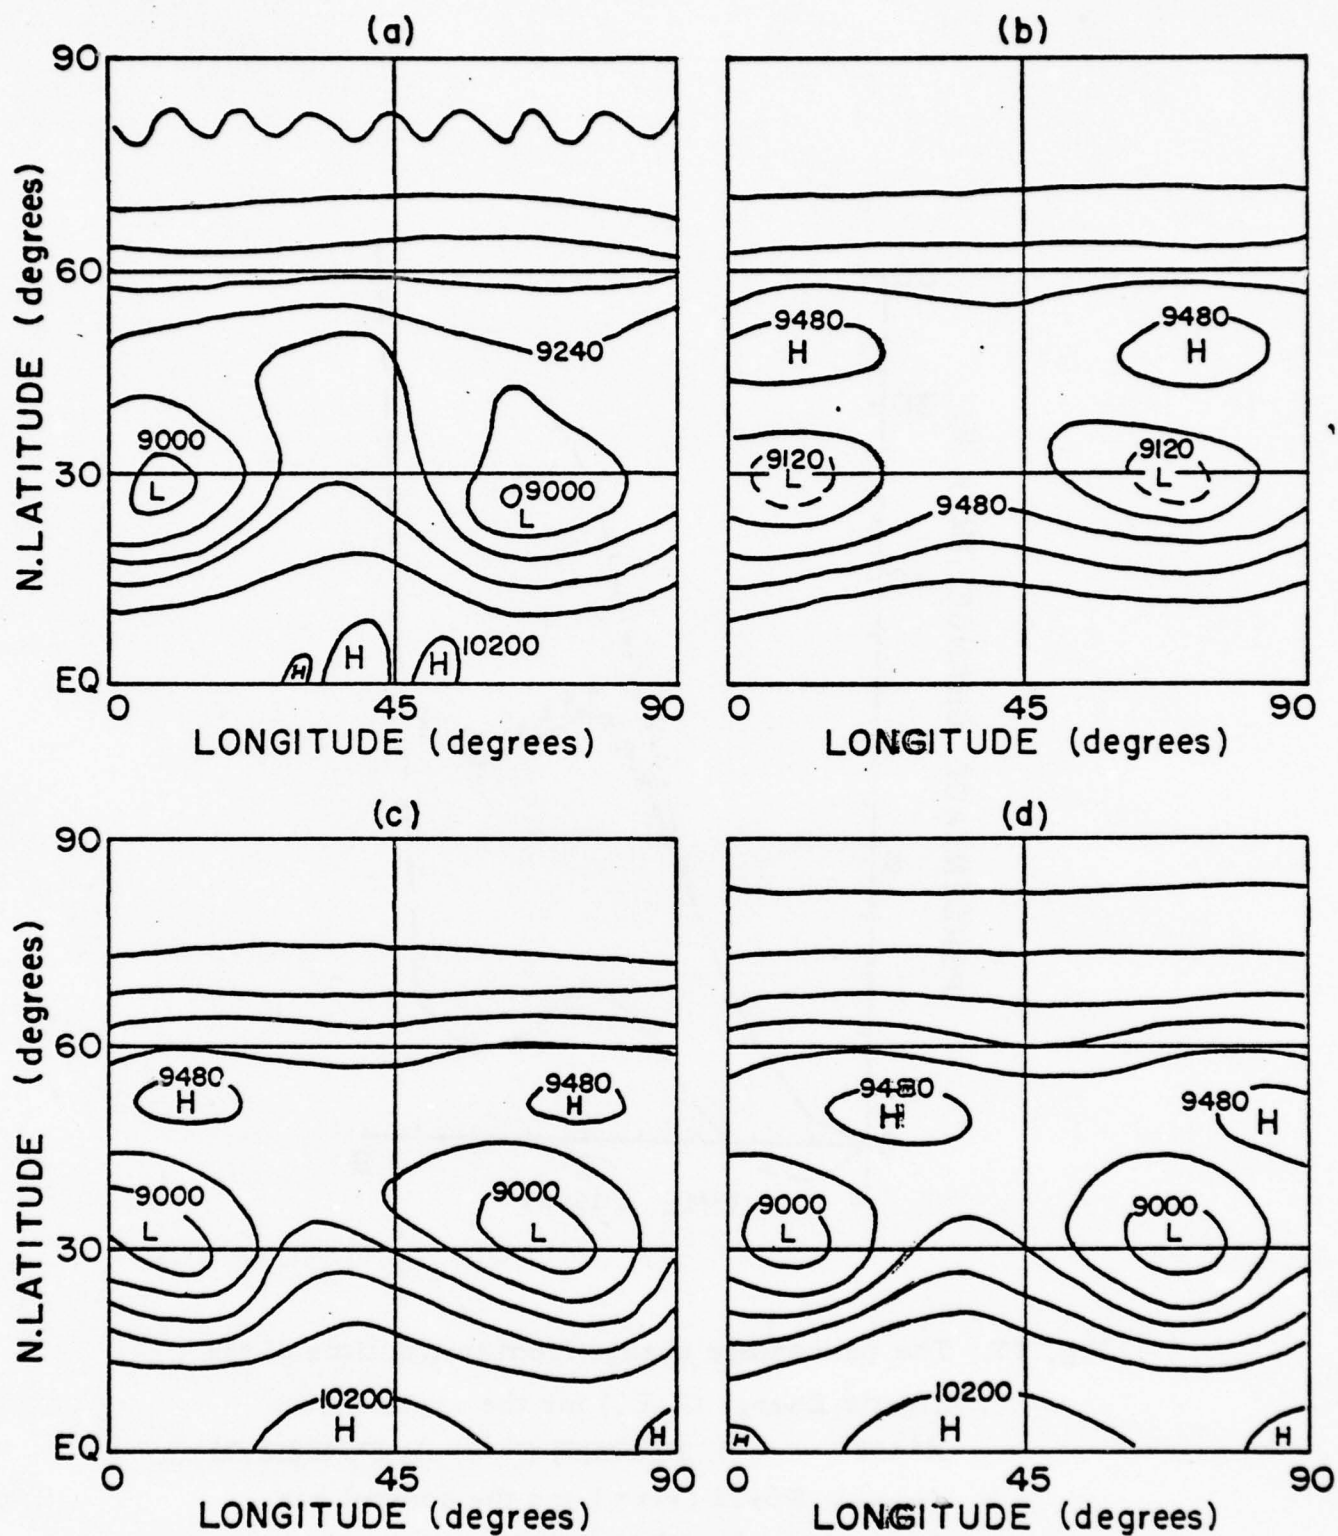 (a)
(b)
90
60
30
EQ
N.LATITUDE (degrees)
9240
9000
L
9000
L
H
H
H
10200
0
45
90
LONGITUDE (degrees)
9480
H
9480
H
9120
L
9120
L
9480
0
45
90
LONGITUDE (degrees)
(c)
(d)
90
60
30
EQ
N.LATITUDE (degrees)
9480
H
9480
H
9000
L
9000
L
10200
H
H
0
45
90
LONGITUDE (degrees)
9480
H
9480
H
9000
L
9000
L
10200
H
H
H
0
45
90
LONGITUDE (degrees)